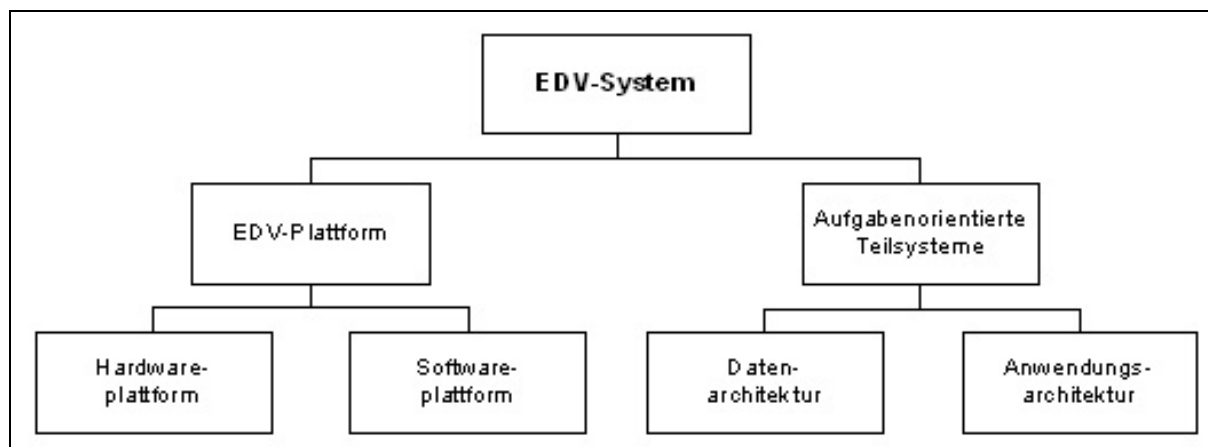 EDV-System
EDV-Plattform
Aufgabenorientierte
Teilsysteme
Hardware-
plattform
Software-
plattform
Daten-
architektur
Anwendungs-
architektur